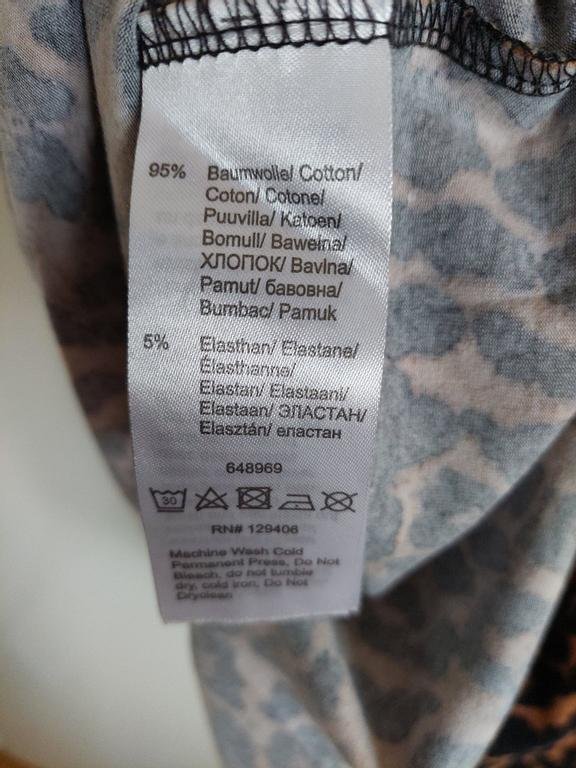 95% Baumwolle/ Cotton/
Coton/ Cotone/
Puuvilla/ Katoen/
Bomull/ Bawełna/
ХЛОПОК/ Bavlna/
Pamut/ бавовна/
Bumbac/ Pamuk
5% Elasthan/ Elastane/
Élasthanne/
Elastan/ Elastaani/
Elastaan/ ЭЛАСТАН/
Elasztán/ еластан
648969
30
RN# 129406
Machine Wash Cold
Permanent Press, Do Not
Bleach, do not tumble
dry, cold iron, Do Not
Dryclean